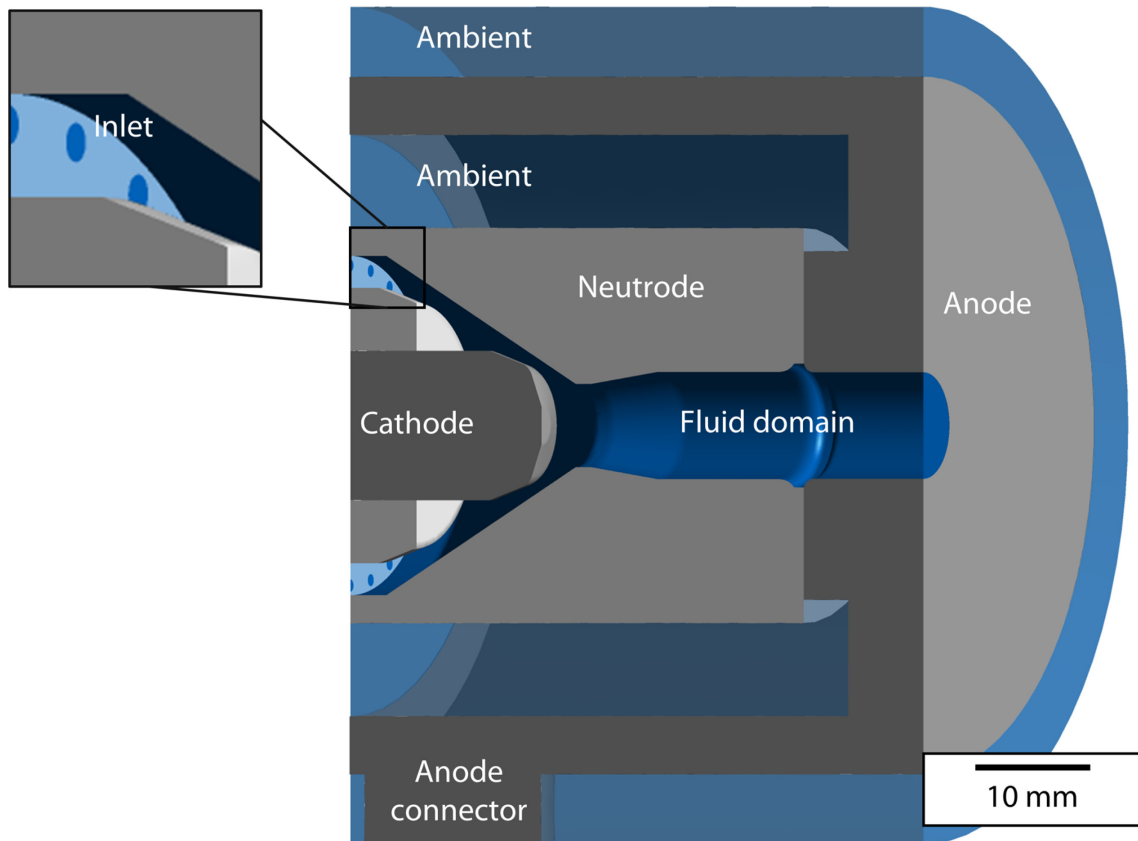 Ambient
Inlet
Ambient
Neutrode
Anode
Cathode
Fluid domain
Anode
connector
10 mm